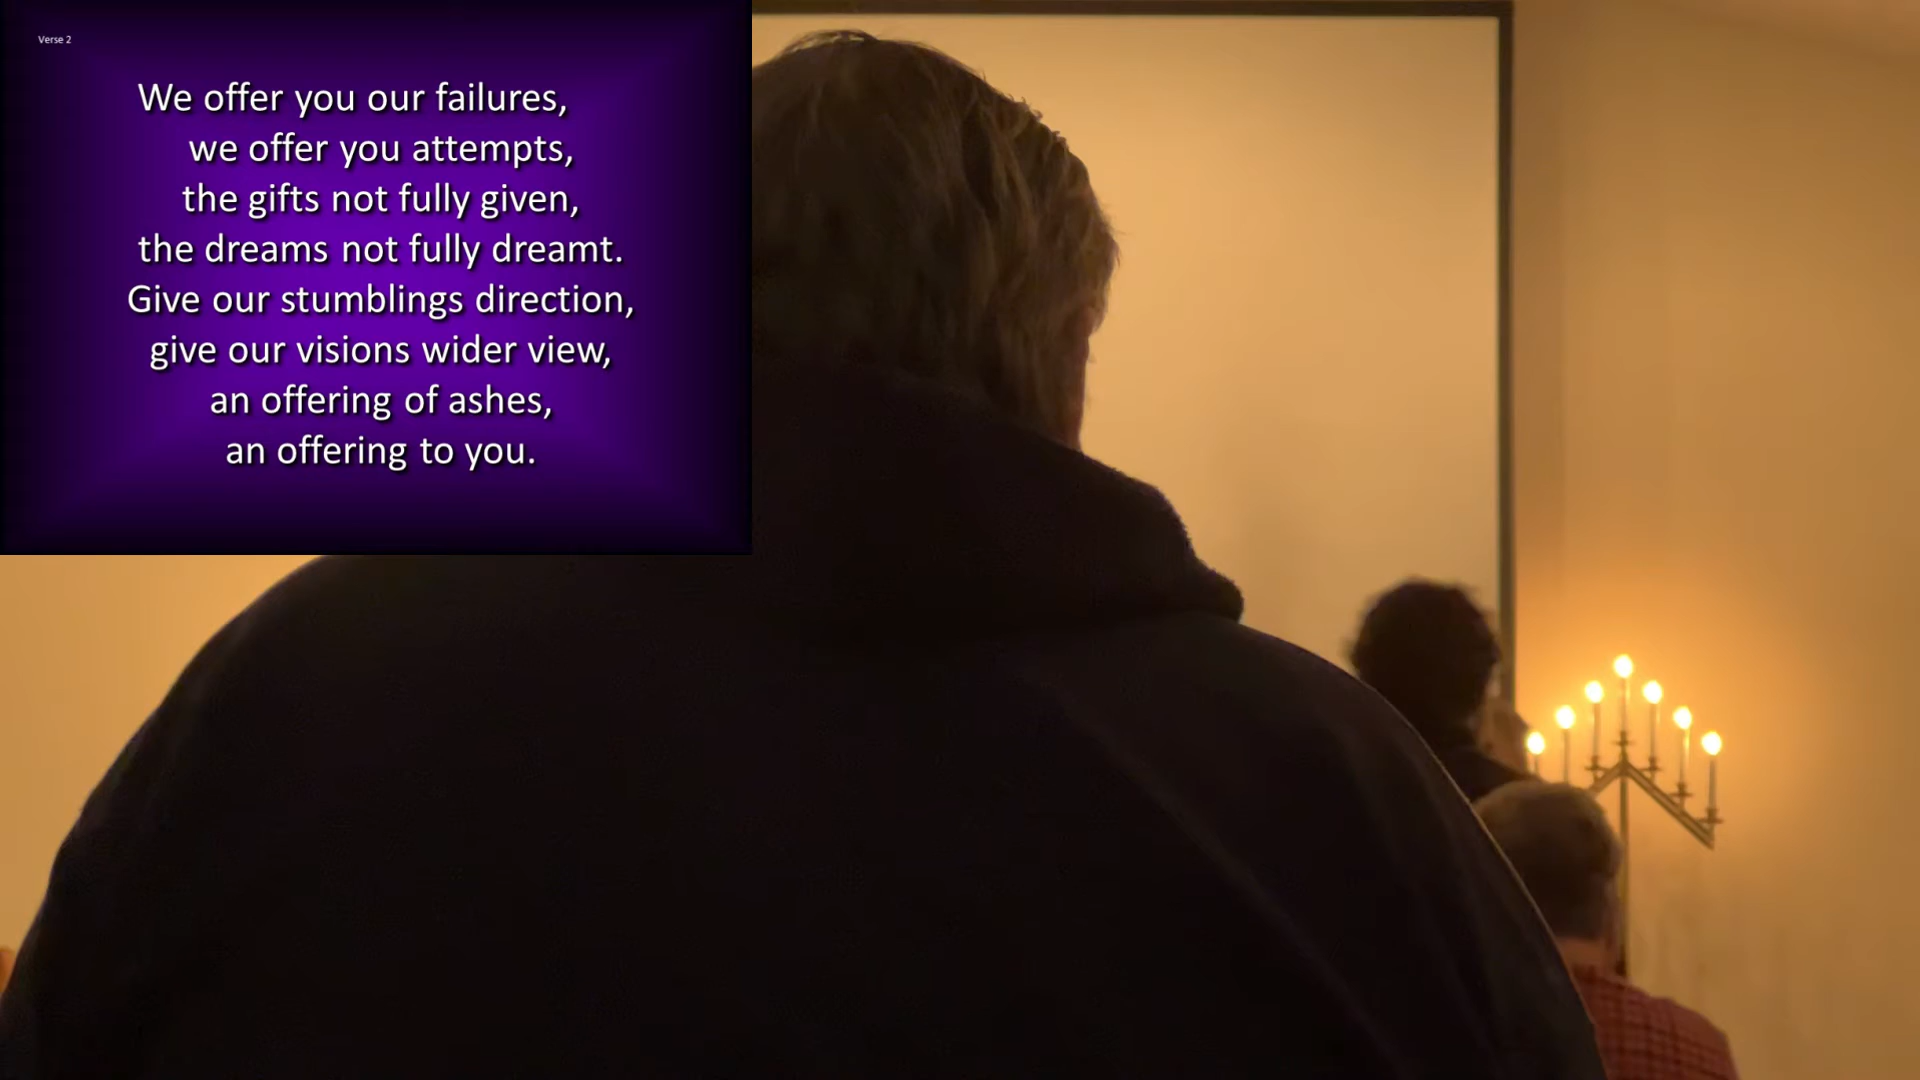 Verse 2
We offer you our failures,
we offer you attempts,
the gifts not fully given,
the dreams not fully dreamt.
Give our stumblings direction,
give our visions wider view,
an offering of ashes,
an offering to you.